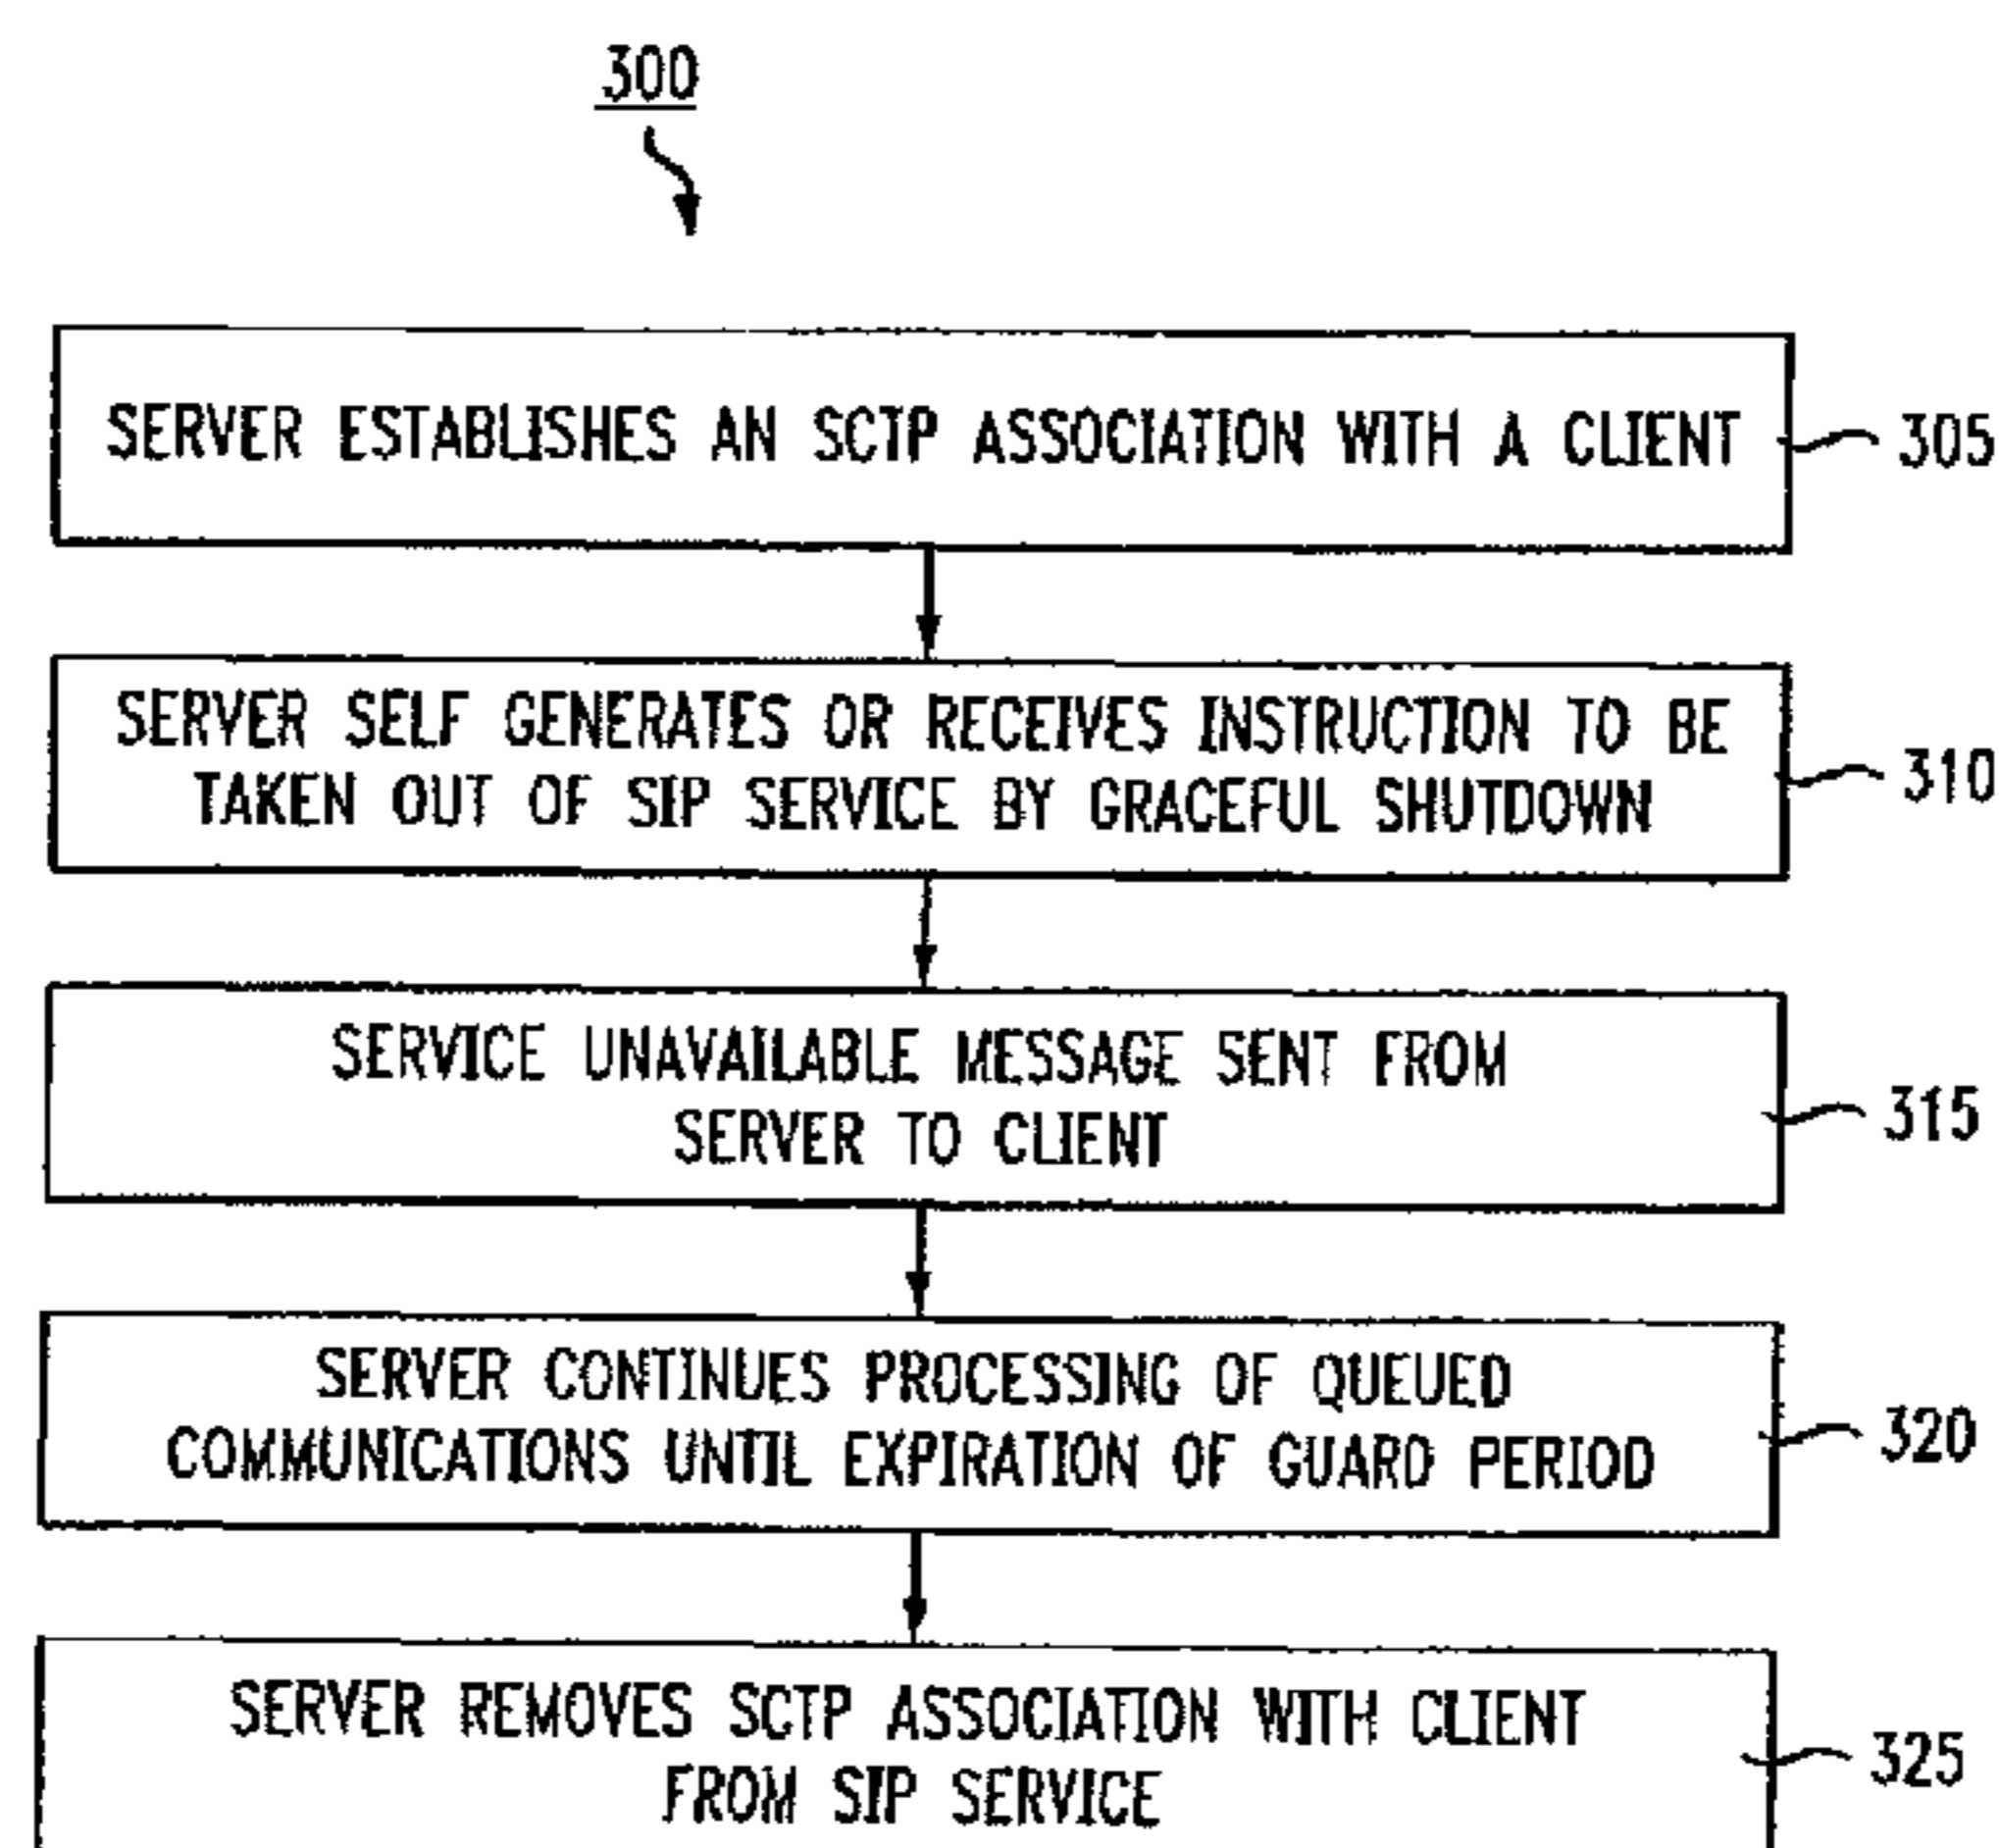 300
SERVER ESTABLISHES AN SCTP ASSOCIATION WITH A CLIENT
305
SERVER SELF GENERATES OR RECEIVES INSTRUCTION TO BE
TAKEN OUT OF SIP SERVICE BY GRACEFUL SHUTDOWN
310
SERVICE UNAVAILABLE MESSAGE SENT FROM
SERVER TO CLIENT
315
SERVER CONTINUES PROCESSING OF QUEUED
COMMUNICATIONS UNTIL EXPIRATION OF GUARD PERIOD
320
SERVER REMOVES SCTP ASSOCIATION WITH CLIENT
FROM SIP SERVICE
325